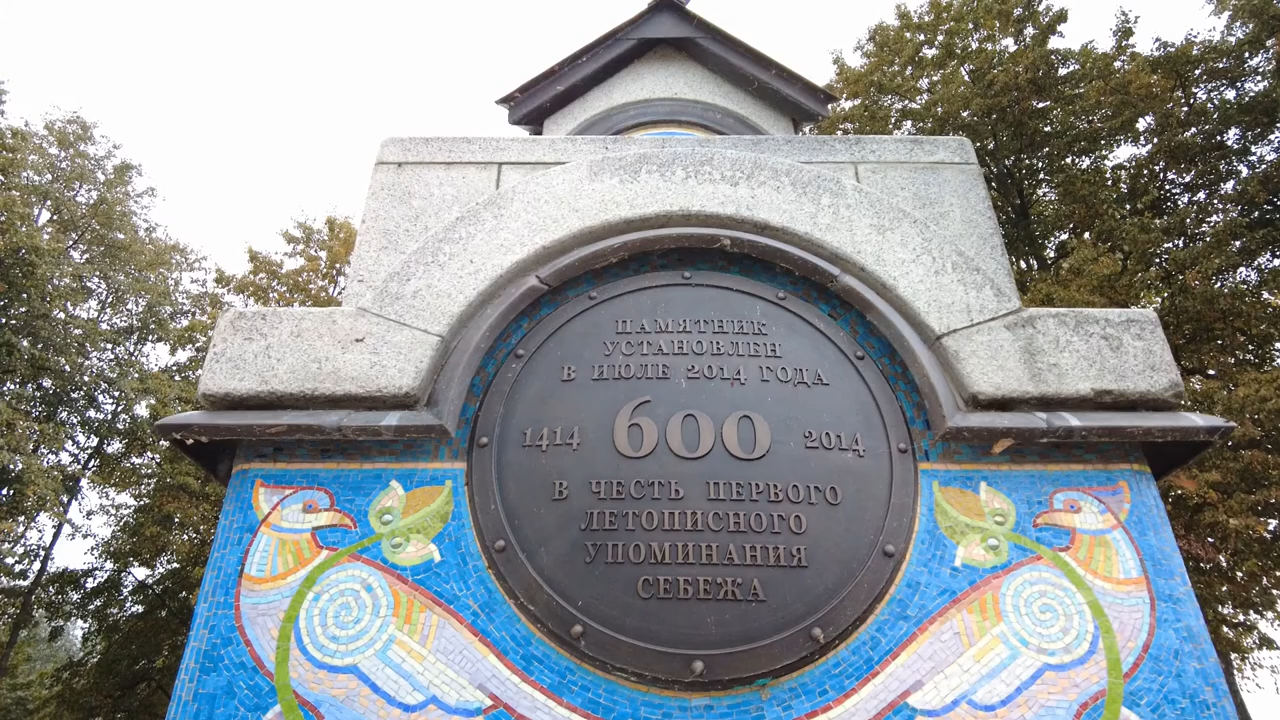 ПАМЯТНИК
УСТАНОВЛЕН
В ИЮЛЕ 2014 ГОДА
1414 600 2014
В ЧЕСТЬ ПЕРВОГО
ЛЕТОПИСНОГО
УПОМИНАНИЯ
СЕБЕЖА